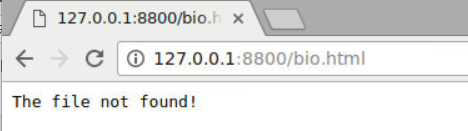 127.0.0.1:8800/bio.h
127.0.0.1:8800/bio.html
The file not found!